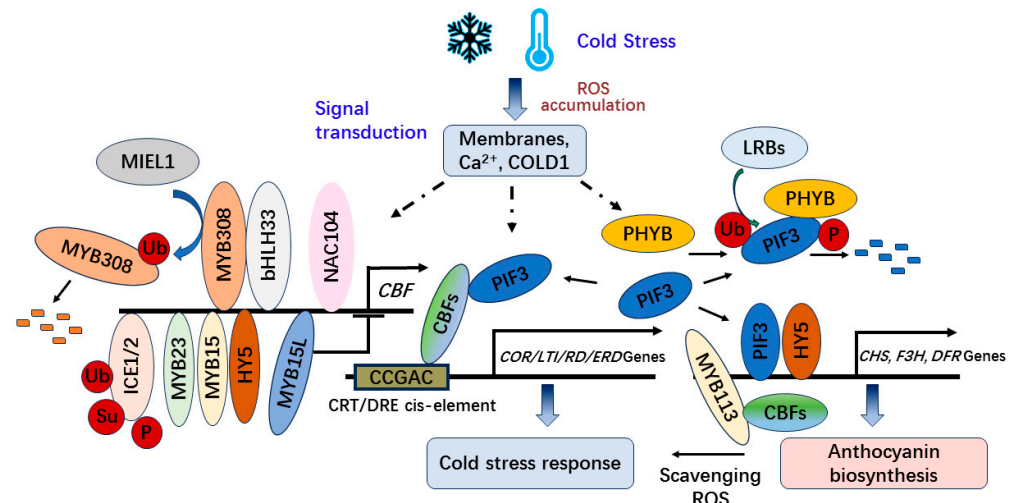 Cold Stress
ROS
accumulation
Signal
transduction
Membranes,
Ca²⁺, COLD1
MIEL1
LRBs
PHYB
PHYB
Ub
PIF3
P
MYB308
Ub
MYB308
bHLH33
NAC104
CBF
CBFs
PIF3
PIF3
ICE1/2
Ub
Su
P
MYB23
MYB15
HY5
MYB15L
CCGAC
CRT/DRE cis-element
COR/LTI/RD/ERDGenes
MYB113
PIF3
HY5
CBFs
CHS, F3H, DFR Genes
Cold stress response
Scavenging
ROS
Anthocyanin
biosynthesis